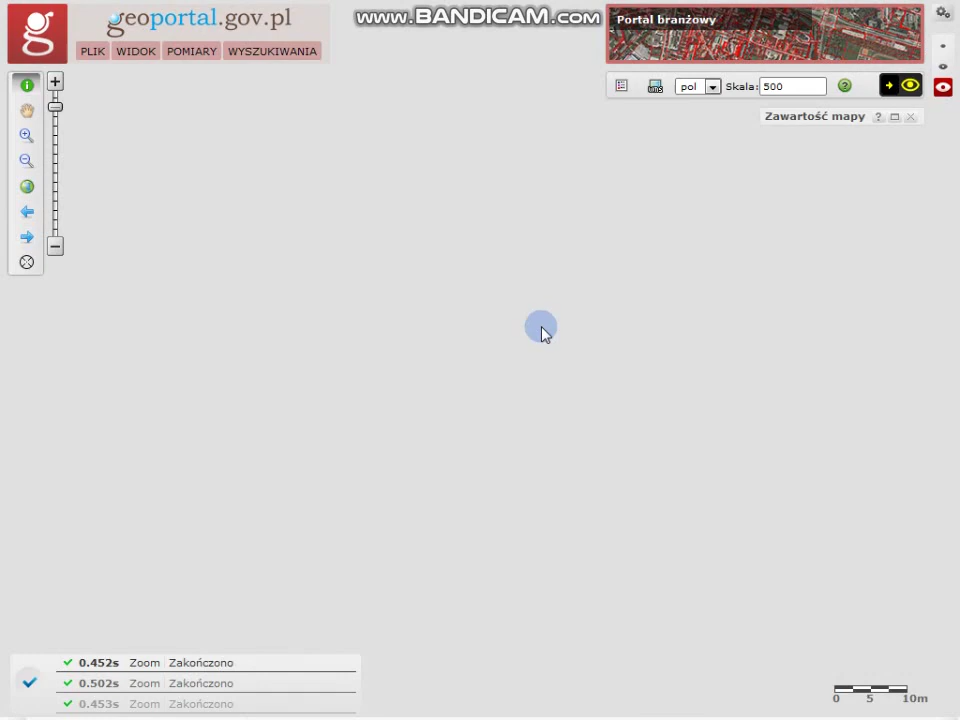 www.BANDICAM.com
geoportal.gov.pl
PLIK WIDOK POMIARY WYSZUKIWANIA
Portal branżowy
pol Skala: 500
Zawartość mapy
0.452s Zoom Zakończono
0.502s Zoom Zakończono
0.453s Zoom Zakończono
0 5 10m